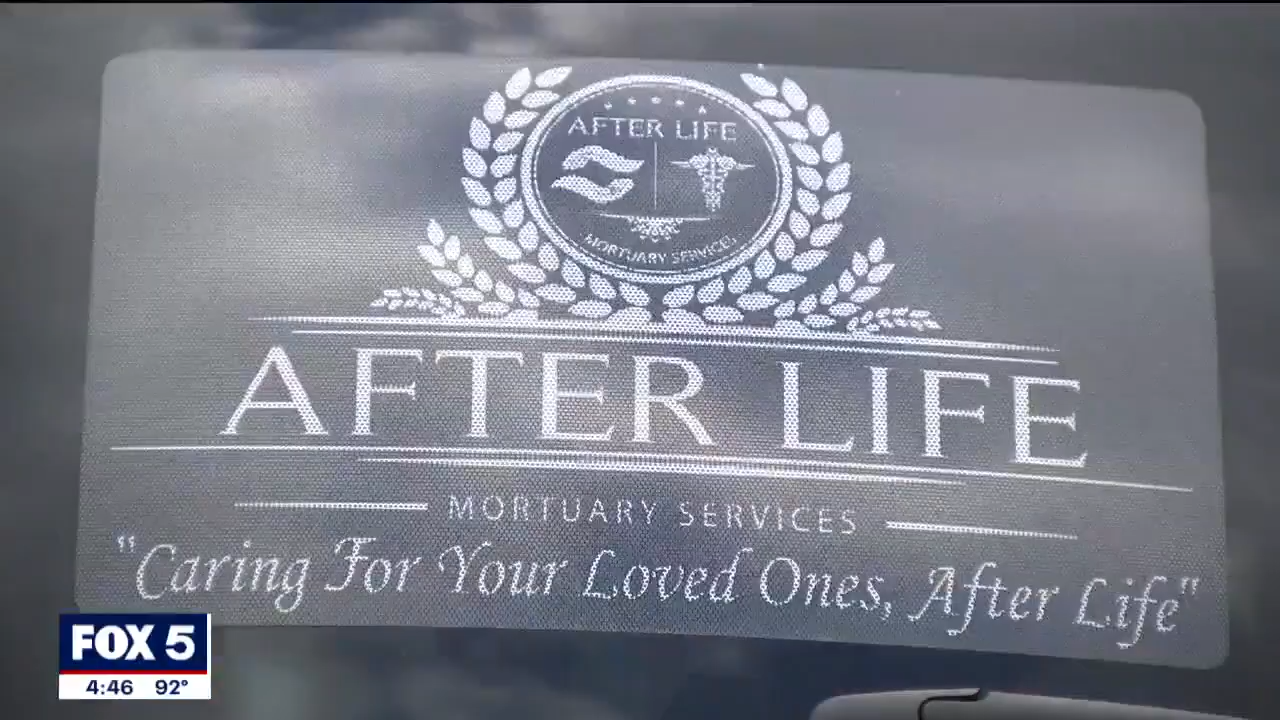 AFTER LIFE
MORTUARY SERVICES
AFTER LIFE
MORTUARY SERVICES
"Caring For Your Loved Ones, After Life"
FOX 5
4:46 92°